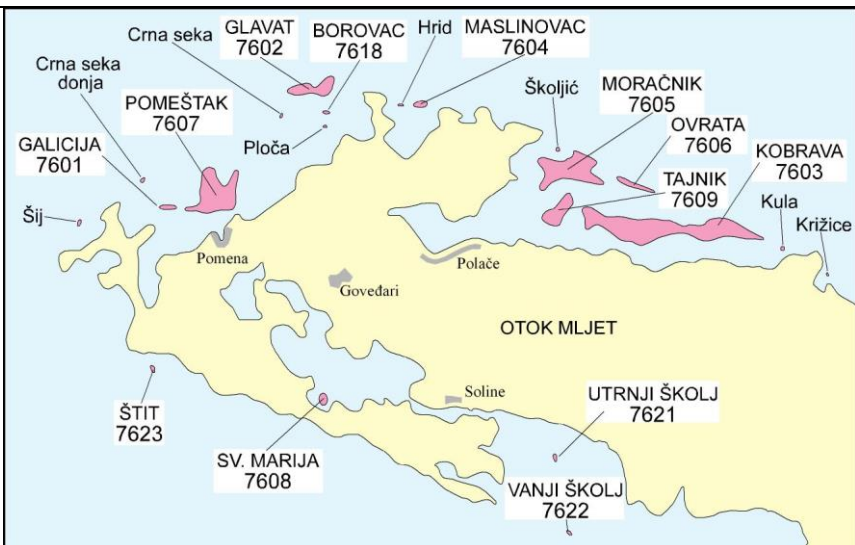 GLAVAT
7602
Crna seka
BOROVAC
7618
Hrid
MASLINOVAC
7604
Crna seka
donja
POMEŠTAK
7607
Ploča
Školjić
MORAČNIK
7605
OVRATA
7606
GALICIJA
7601
KOBRAVA
7603
TAJNIK
7609
Šij
Kula
Križice
Pomena
Polače
Goveđari
OTOK MLJET
Soline
ŠTIT
7623
SV. MARIJA
7608
UTRNJI ŠKOLJ
7621
VANJI ŠKOLJ
7622